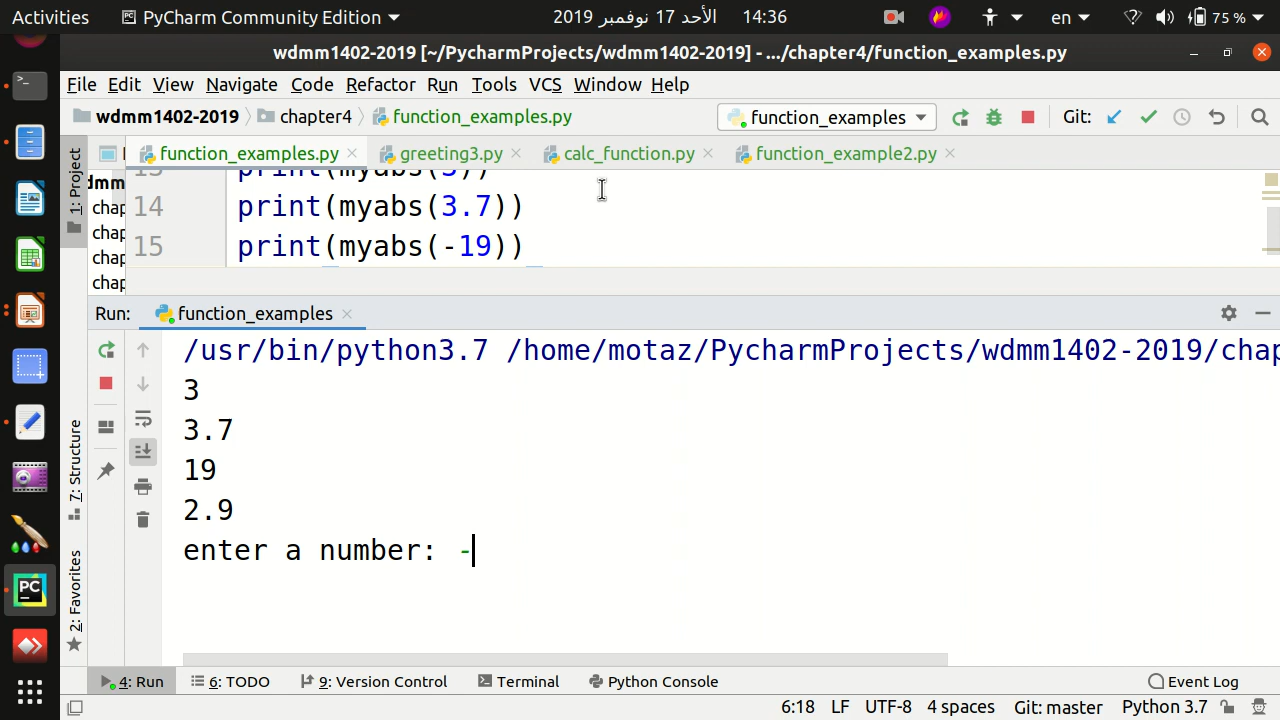 Activities PyCharm Community Edition الأحد 17 نوفمبر 2019 14:36 en 75 %
wdmm1402-2019 [~/PycharmProjects/wdmm1402-2019] - .../chapter4/function_examples.py
File Edit View Navigate Code Refactor Run Tools VCS Window Help
wdmm1402-2019 chapter4 function_examples.py function_examples Git:
1: Project function_examples.py greeting3.py calc_function.py function_example2.py
print(myabs(3))
14 print(myabs(3.7))
15 print(myabs(-19))
Run: function_examples
/usr/bin/python3.7 /home/motaz/PycharmProjects/wdmm1402-2019/chap
3
3.7
19
2.9
enter a number: -
7: Structure
2: Favorites
4: Run 6: TODO 9: Version Control Terminal Python Console Event Log
6:18 LF UTF-8 4 spaces Git: master Python 3.7